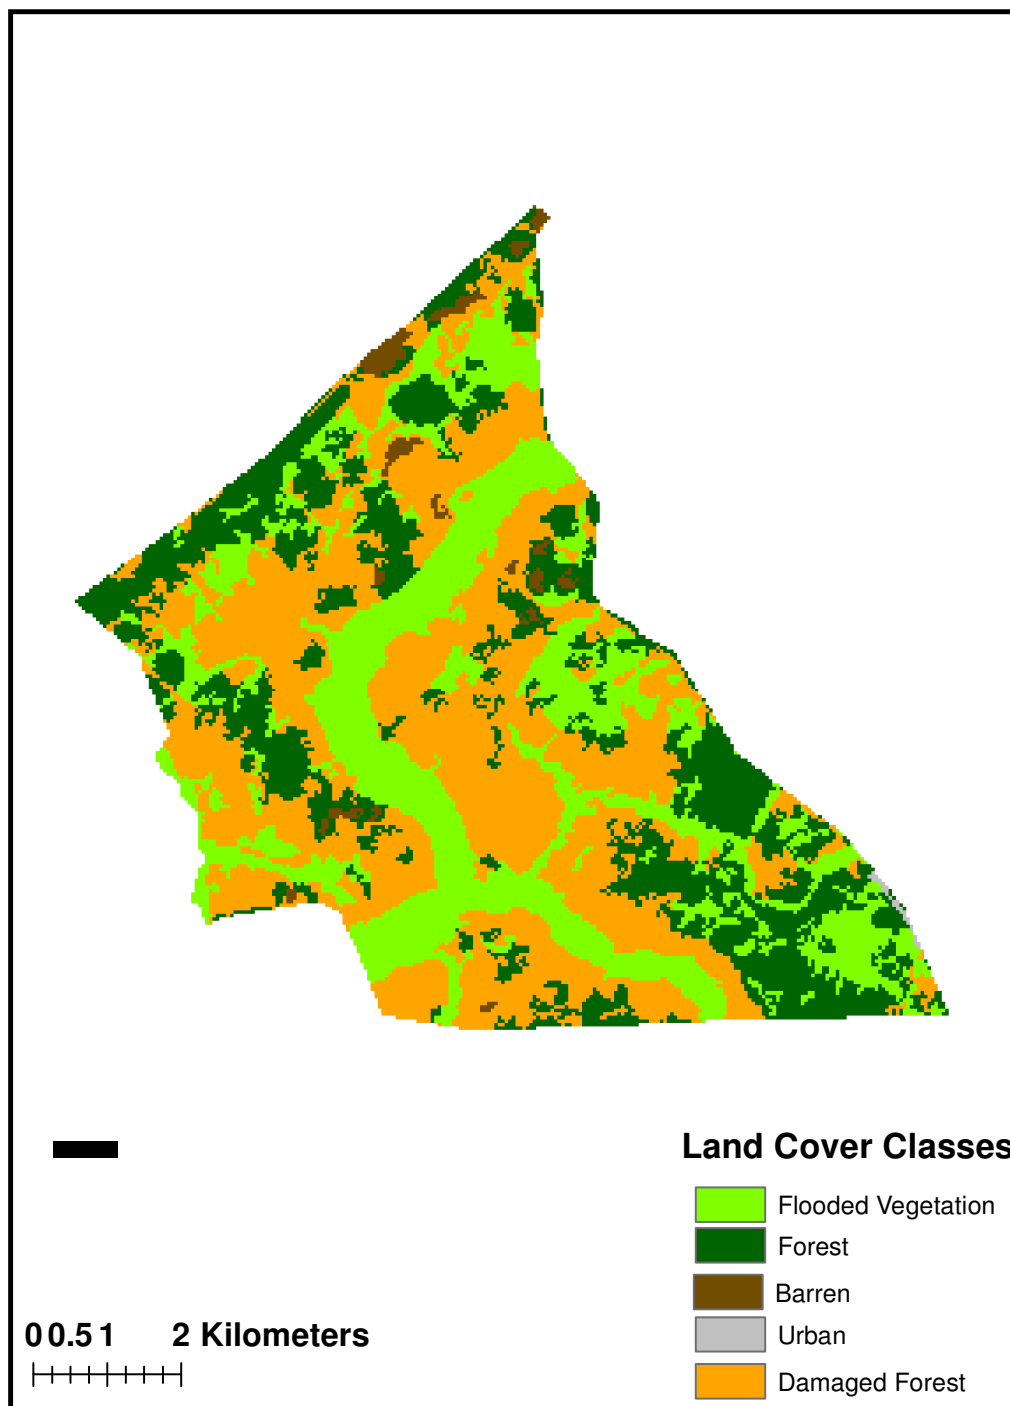 Land Cover Classes
Flooded Vegetation
Forest
Barren
Urban
Damaged Forest
0 0.5 1 2 Kilometers